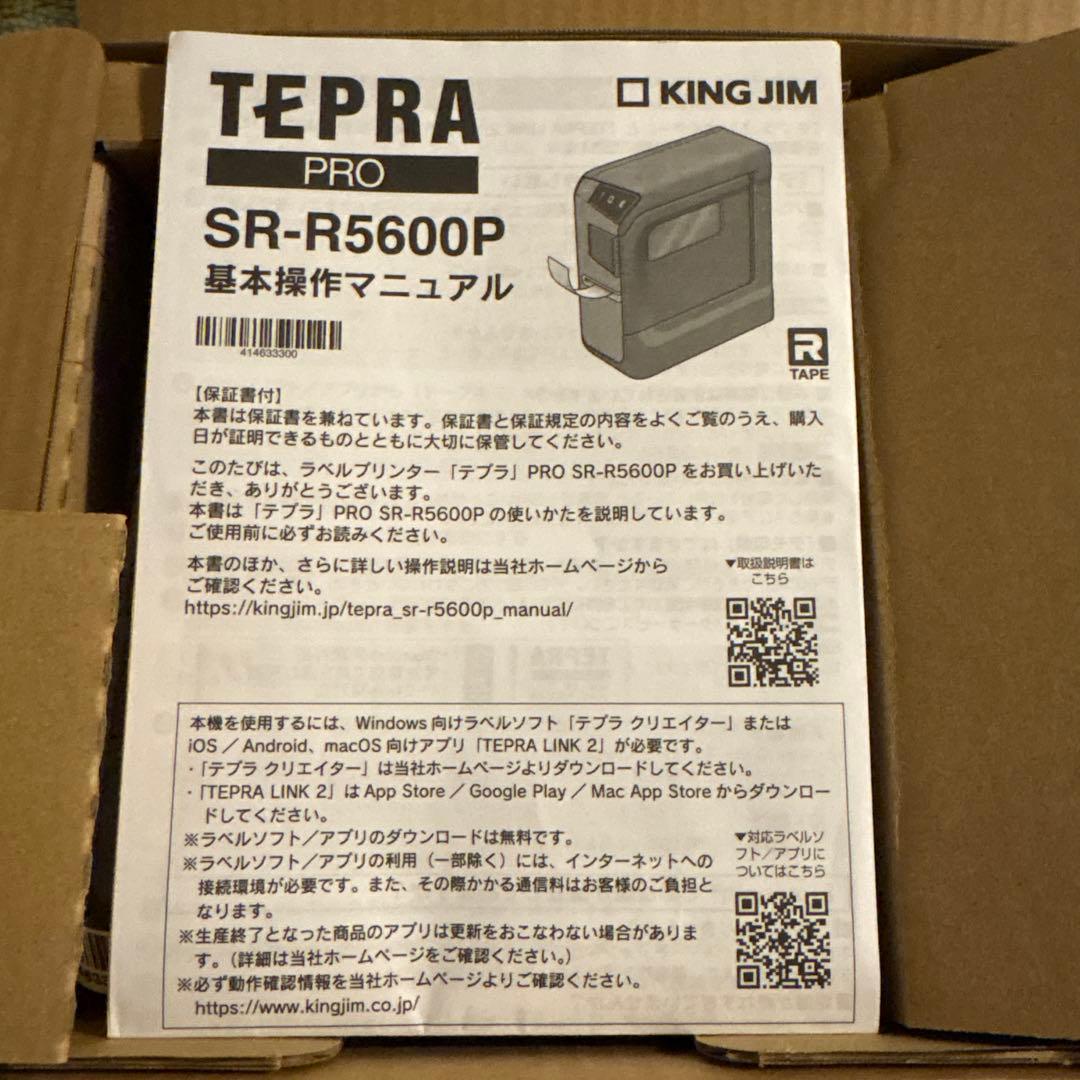 TEPRA
PRO
KING JIM
SR-R5600P
基本操作マニュアル
414633300
R
TAPE
【保証書付】
本書は保証書を兼ねています。保証書と保証規定の内容をよくご覧のうえ、購入
日が証明できるものとともに大切に保管してください。
このたびは、ラベルプリンター「テプラ」PRO SR-R5600P をお買い上げいた
だき、ありがとうございます。
本書は「テプラ」PRO SR-R5600P の使いかたを説明しています。
ご使用前に必ずお読みください。
本書のほか、さらに詳しい操作説明は当社ホームページから
ご確認ください。
https://kingjim.jp/tepra_sr-r5600p_manual/
▼取扱説明書は
こちら
本機を使用するには、Windows 向けラベルソフト「テプラ クリエイター」または
iOS／Android、macOS 向けアプリ「TEPRA LINK 2」が必要です。
・「テプラ クリエイター」は当社ホームページよりダウンロードしてください。
・「TEPRA LINK 2」は App Store／Google Play／Mac App Store からダウンロー
ドしてください。
※ラベルソフト／アプリのダウンロードは無料です。
※ラベルソフト／アプリの利用（一部除く）には、インターネットへの
接続環境が必要です。また、その際かかる通信料はお客様のご負担と
なります。
※生産終了となった商品のアプリは更新をおこなわない場合がありま
す。（詳細は当社ホームページをご確認ください。）
※必ず動作確認情報を当社ホームページよりご確認ください。
https://www.kingjim.co.jp/
▼対応ラベルソ
フト／アプリに
ついてはこちら